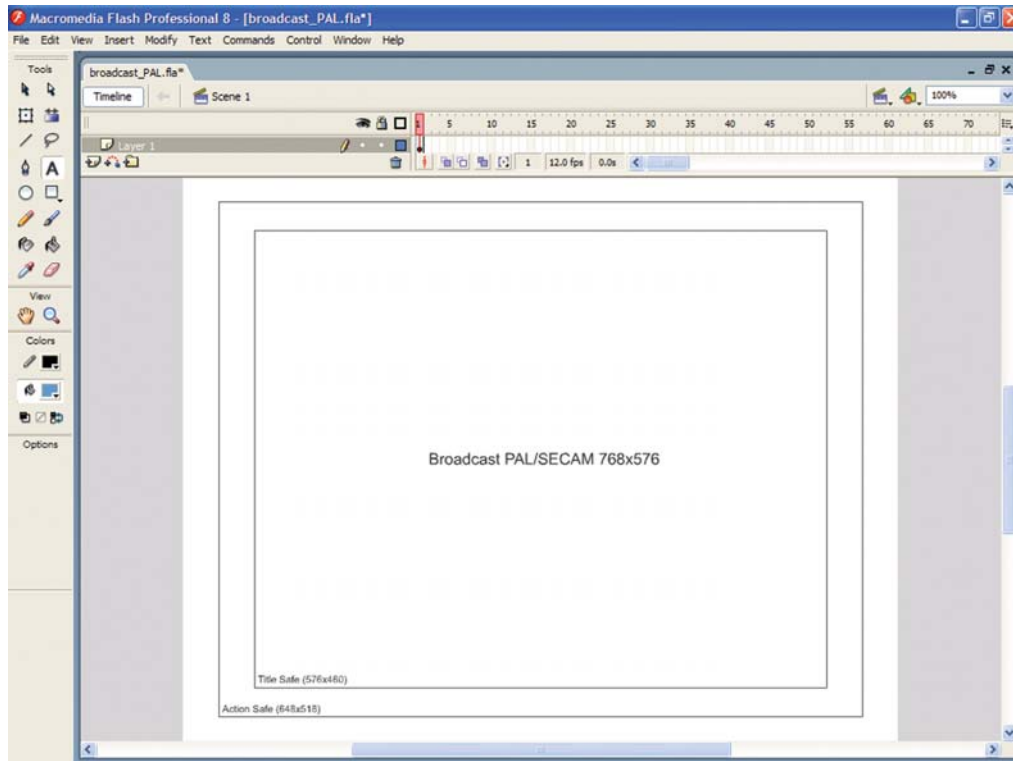 Macromedia Flash Professional 8 - [broadcast_PAL.fla*]
File Edit View Insert Modify Text Commands Control Window Help
Tools
broadcast_PAL.fla*
Timeline
Scene 1
100%
1 5 10 15 20 25 30 35 40 45 50 55 60 65 70
Layer 1
1 12.0 fps 0.0s
A
View
Colors
Options
Broadcast PAL/SECAM 768x576
Title Safe (576x460)
Action Safe (648x518)